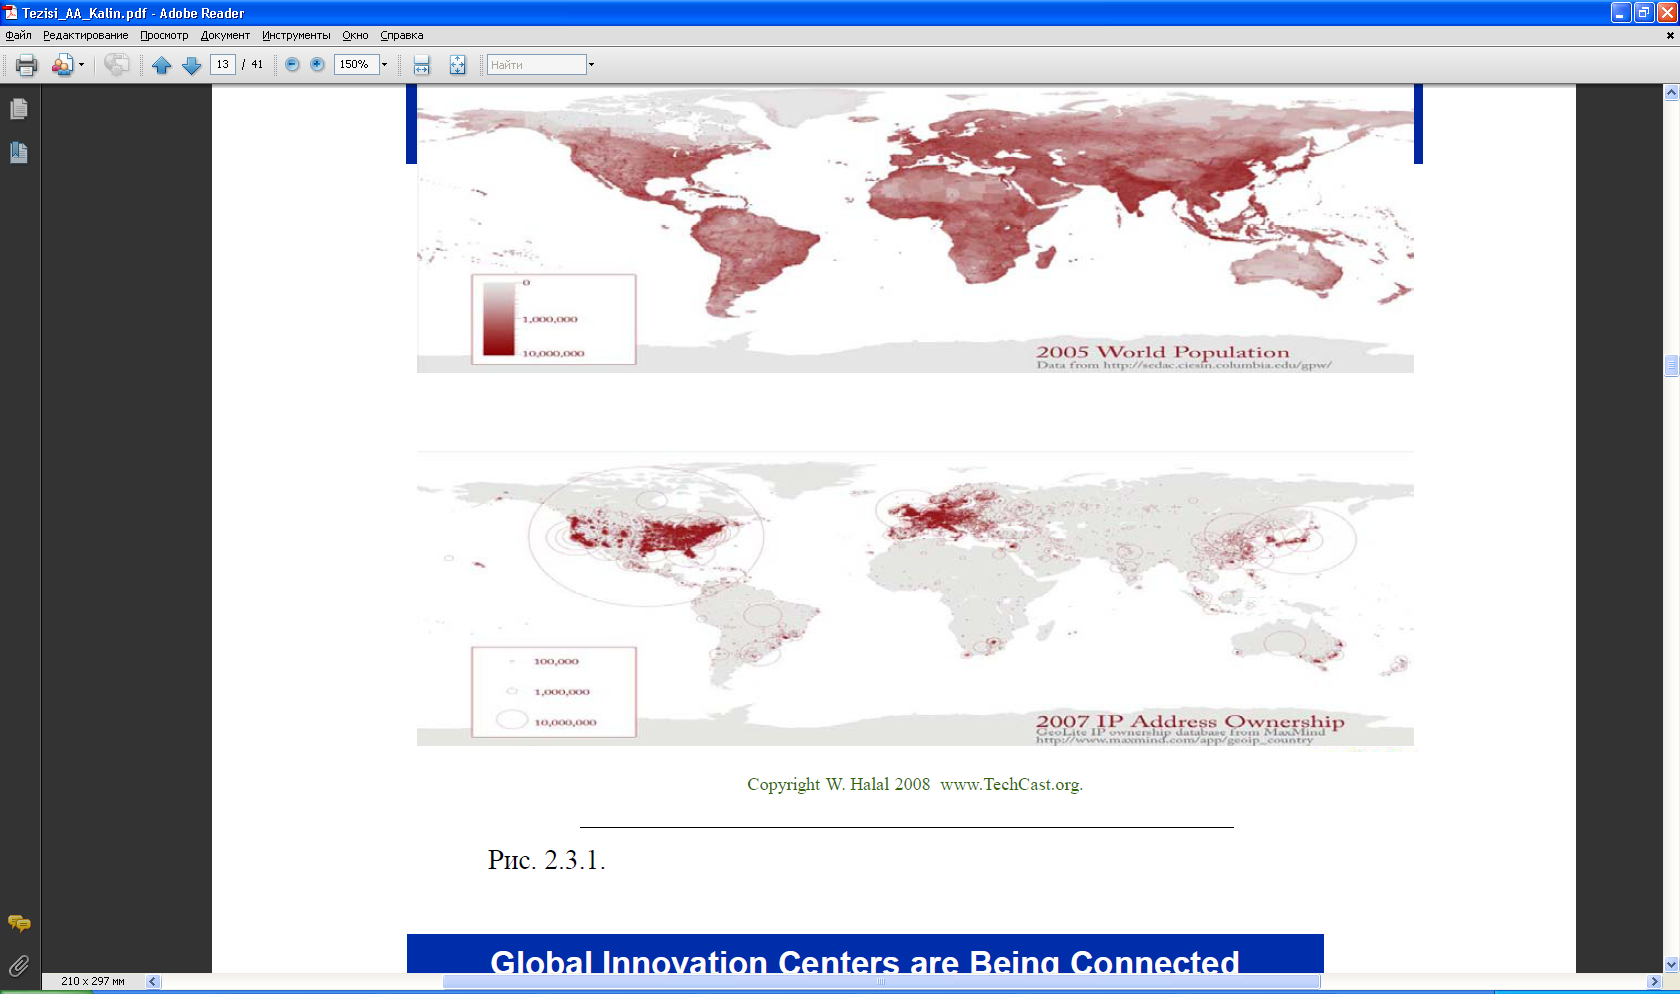 Tezisi_AA_Kalin.pdf - Adobe Reader
Файл Редактирование Просмотр Документ Инструменты Окно Справка
13 / 41 150% Найти
0
1,000,000
10,000,000
2005 World Population
Data from http://sedac.ciesin.columbia.edu/gpw/
100,000
1,000,000
10,000,000
2007 IP Address Ownership
GeoLite IP ownership database from MaxMind
http://www.maxmind.com/app/geoip_country
Copyright W. Halal 2008 www.TechCast.org.
Рис. 2.3.1.
Global Innovation Centers are Being Connected
210 x 297 мм